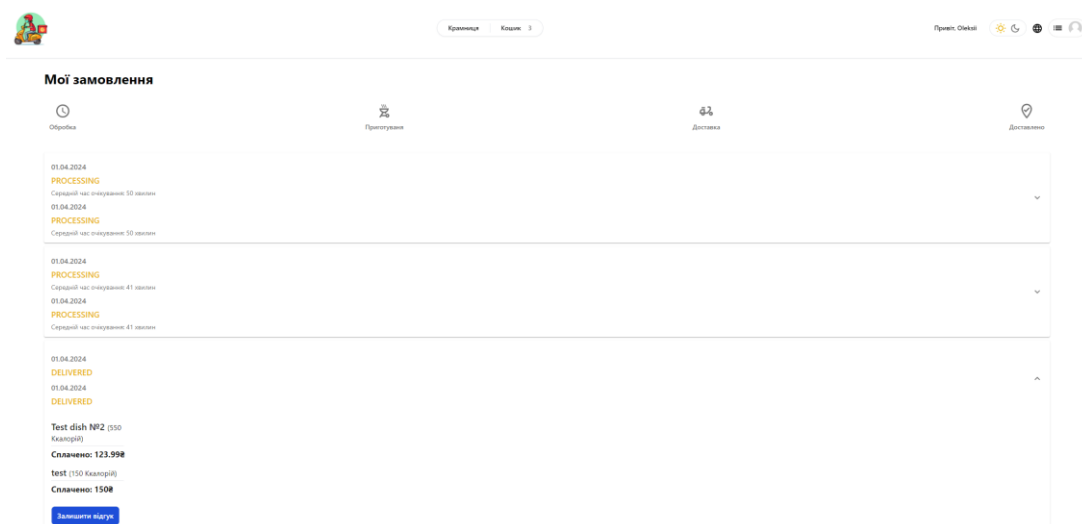 Крамниця Кошик 3 Привіт, Oleksii
Мої замовлення
Обробка Приготуваня Доставка Доставлено
01.04.2024
PROCESSING
Середній час очікування: 50 хвилин
01.04.2024
PROCESSING
Середній час очікування: 50 хвилин
01.04.2024
PROCESSING
Середній час очікування: 41 хвилин
01.04.2024
PROCESSING
Середній час очікування: 41 хвилин
01.04.2024
DELIVERED
01.04.2024
DELIVERED
Test dish №2 (550
Ккалорій)
Сплачено: 123.99₴
test (150 Ккалорій)
Сплачено: 150₴
Залишити відгук